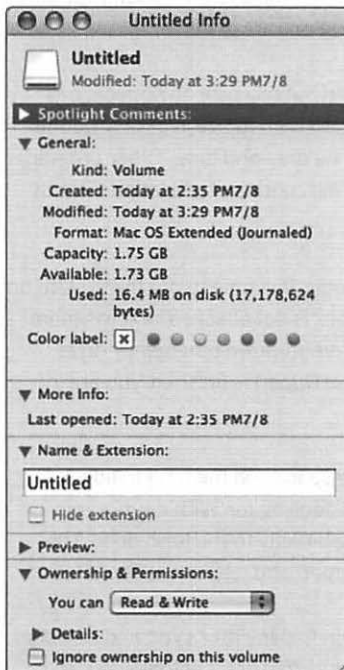 Untitled Info
Untitled
Modified: Today at 3:29 PM7/8
Spotlight Comments:
General:
Kind: Volume
Created: Today at 2:35 PM7/8
Modified: Today at 3:29 PM7/8
Format: Mac OS Extended (Journaled)
Capacity: 1.75 GB
Available: 1.73 GB
Used: 16.4 MB on disk (17,178,624
bytes)
Color label:
More Info:
Last opened: Today at 2:35 PM7/8
Name & Extension:
Untitled
Hide extension
Preview:
Ownership & Permissions:
You can Read & Write
Details:
Ignore ownership on this volume